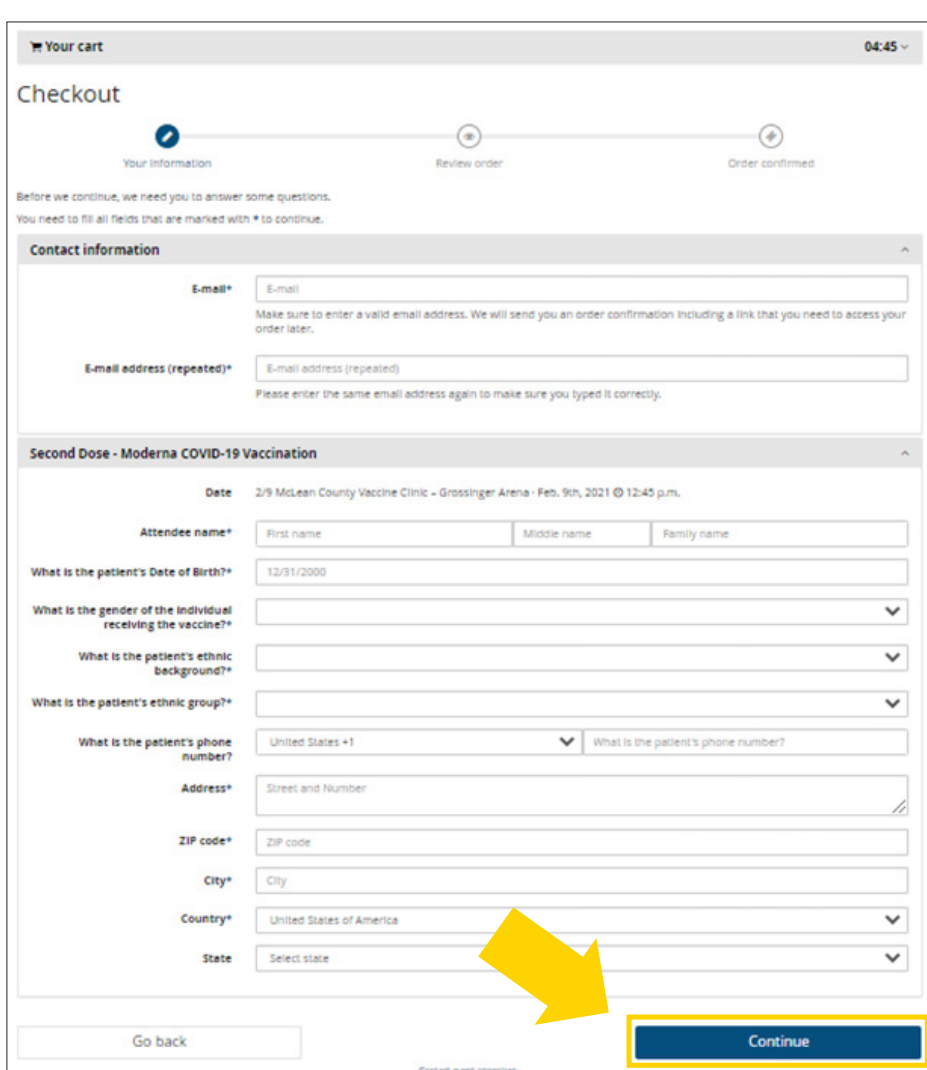 Your cart 04:45
Checkout
Your Information Review order Order confirmed
Before we continue, we need you to answer some questions.
You need to fill all fields that are marked with * to continue.
Contact information
E-mail* E-mail
Make sure to enter a valid email address. We will send you an order confirmation including a link that you need to access your
order later.
E-mail address (repeated)* E-mail address (repeated)
Please enter the same email address again to make sure you typed it correctly.
Second Dose - Moderna COVID-19 Vaccination
Date 2/9 McLean County Vaccine Clinic – Grossinger Arena · Feb. 9th, 2021 12:45 p.m.
Attendee name* First name Middle name Family name
What is the patient's Date of Birth?* 12/31/2000
What is the gender of the individual
receiving the vaccine?*
What is the patient's ethnic
background?*
What is the patient's ethnic group?*
What is the patient's phone United States +1 What is the patient's phone number?
number?
Address* Street and Number
ZIP code* ZIP code
City* City
Country* United States of America
State Select state
Go back Continue